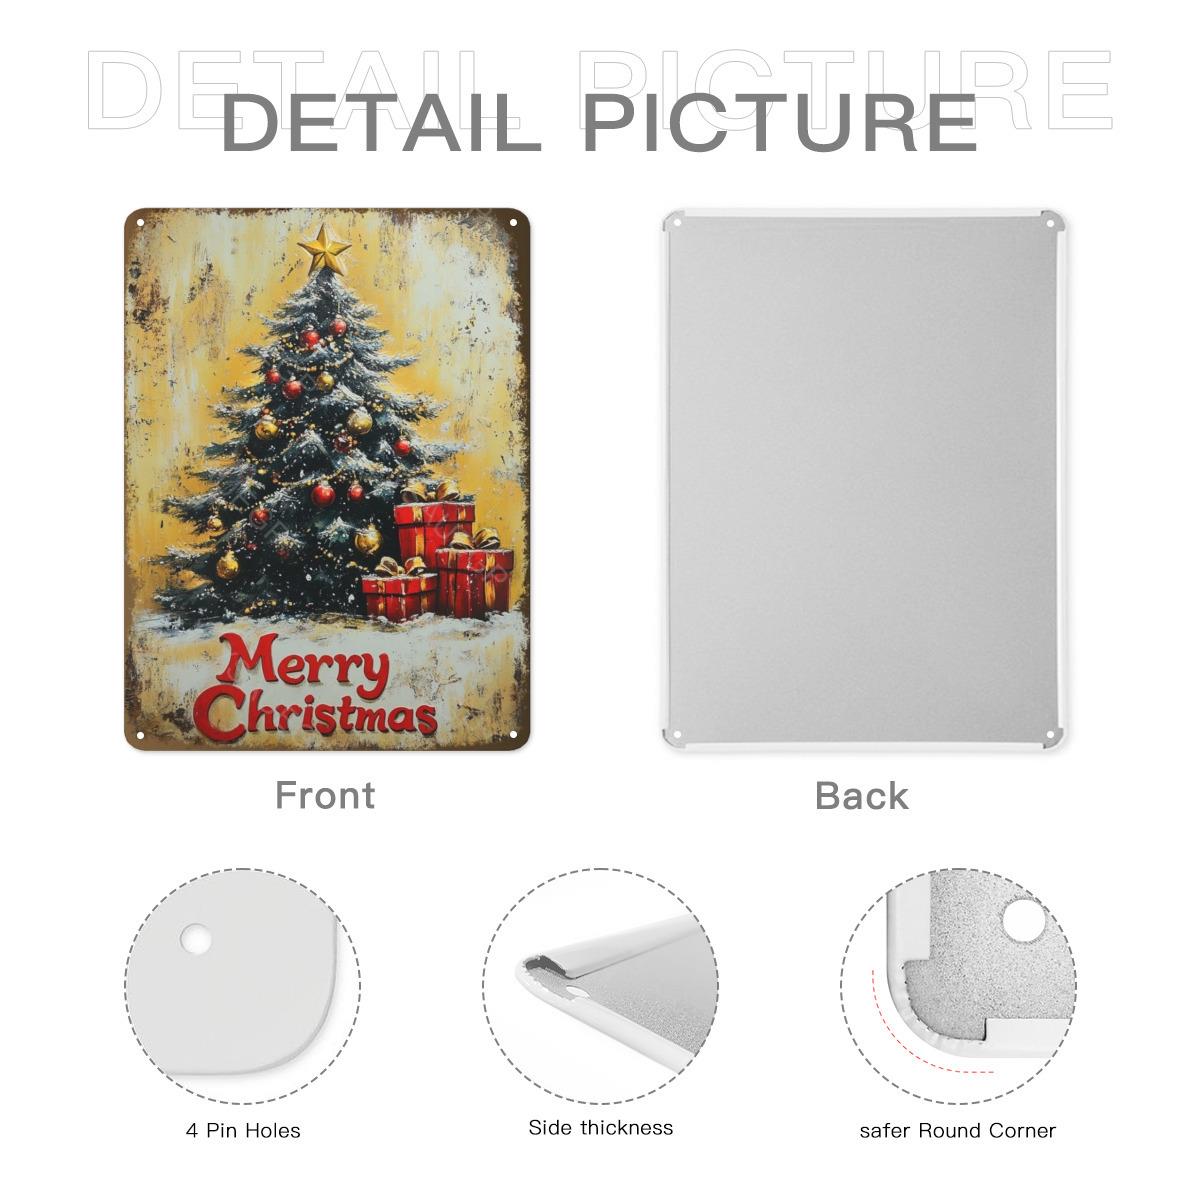 DETAIL PICTURE
DETAIL PICTURE
Merry
Christmas
Front
Back
4 Pin Holes
Side thickness
safer Round Corner